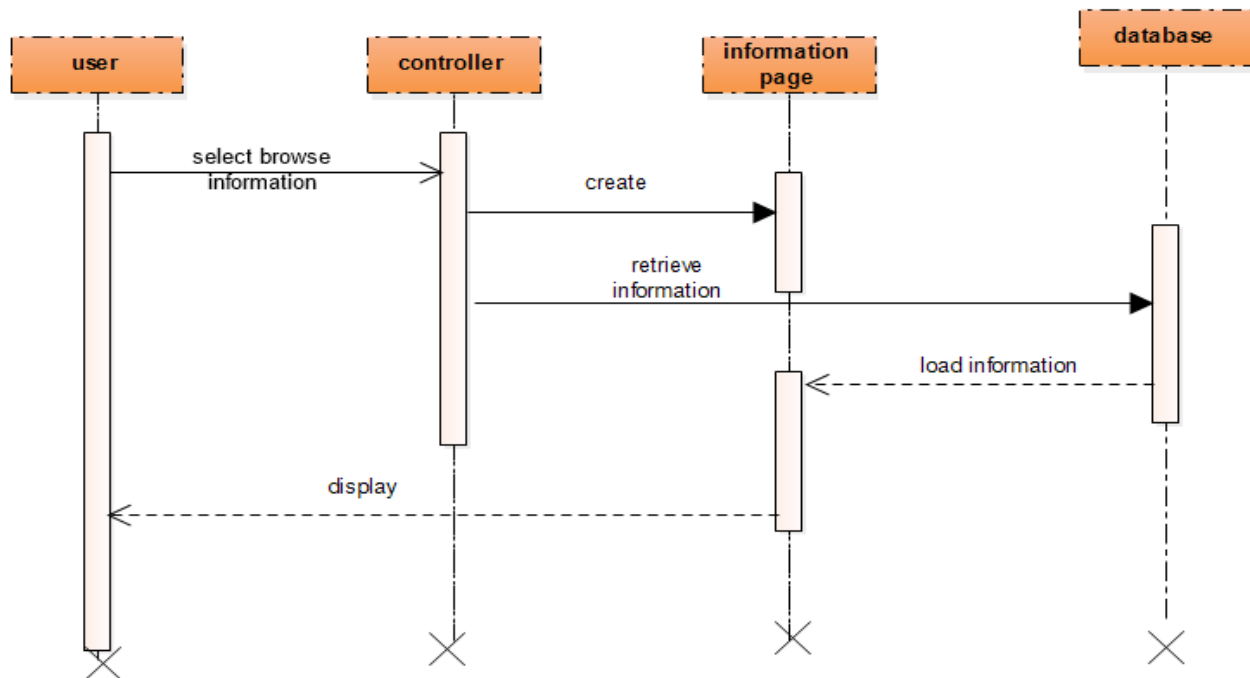 user
controller
information
page
database
select browse
information
create
retrieve
information
load information
display